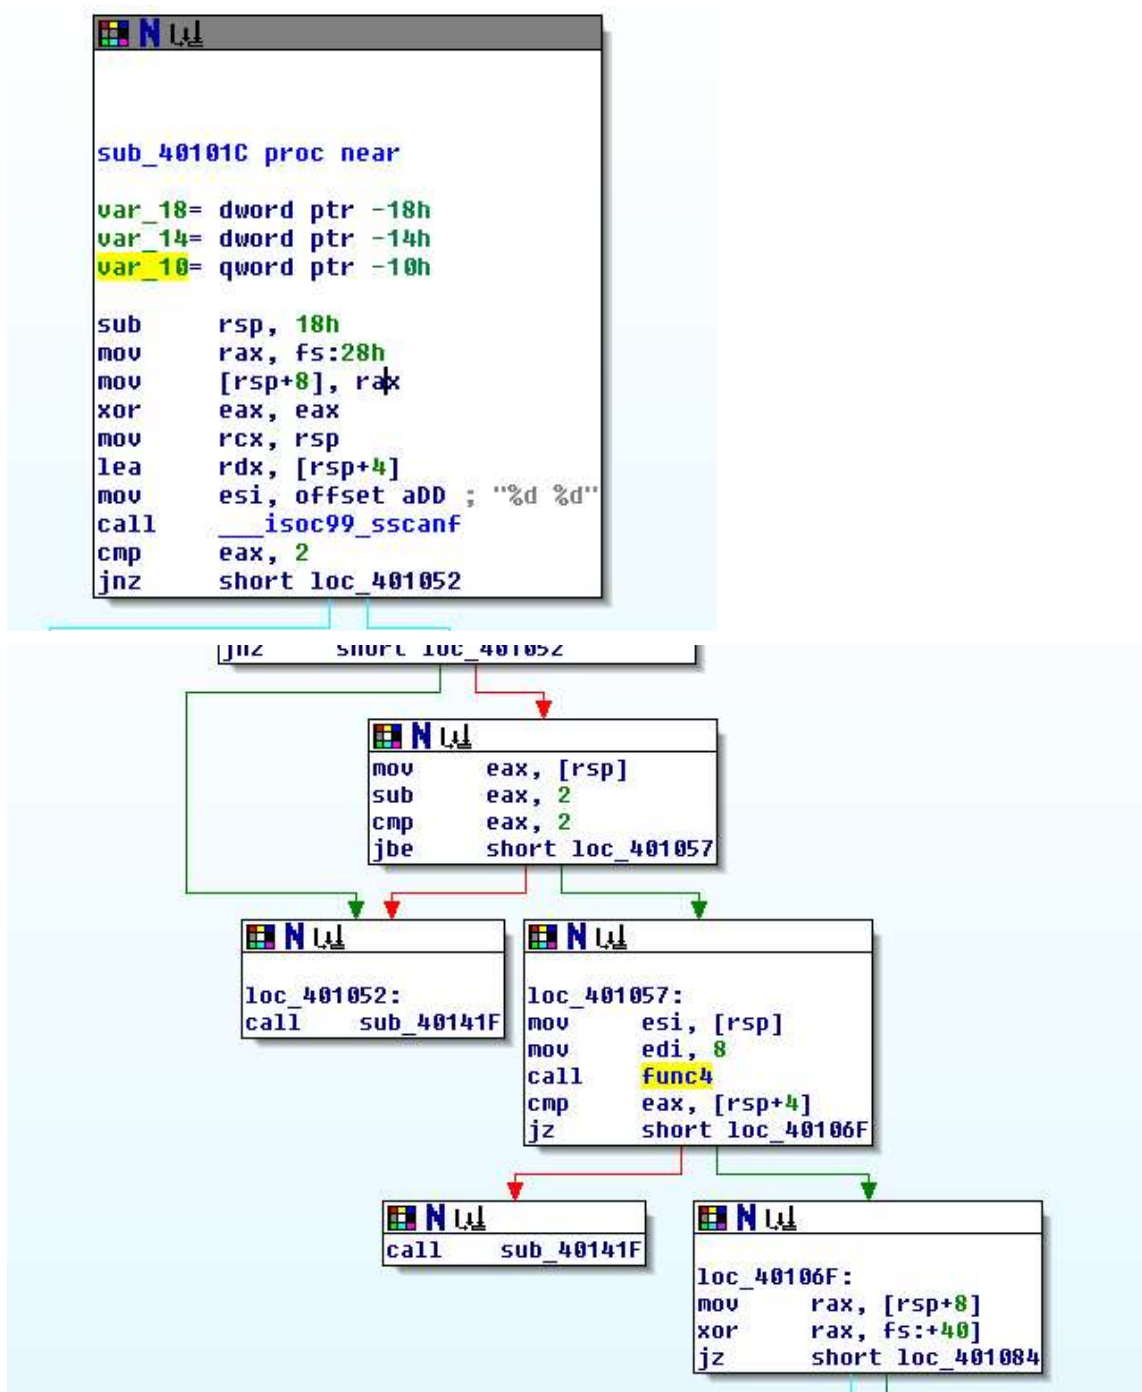 sub_40101C proc near
var_18= dword ptr -18h
var_14= dword ptr -14h
var_10= qword ptr -10h
sub rsp, 18h
mov rax, fs:28h
mov [rsp+8], rax
xor eax, eax
mov rcx, rsp
lea rdx, [rsp+4]
mov esi, offset aDD ; "%d %d"
call ___isoc99_sscanf
cmp eax, 2
jnz short loc_401052
jnz short loc_401052
mov eax, [rsp]
sub eax, 2
cmp eax, 2
jbe short loc_401057
loc_401052:
call sub_40141F
loc_401057:
mov esi, [rsp]
mov edi, 8
call func4
cmp eax, [rsp+4]
jz short loc_40106F
call sub_40141F
loc_40106F:
mov rax, [rsp+8]
xor rax, fs:+40]
jz short loc_401084